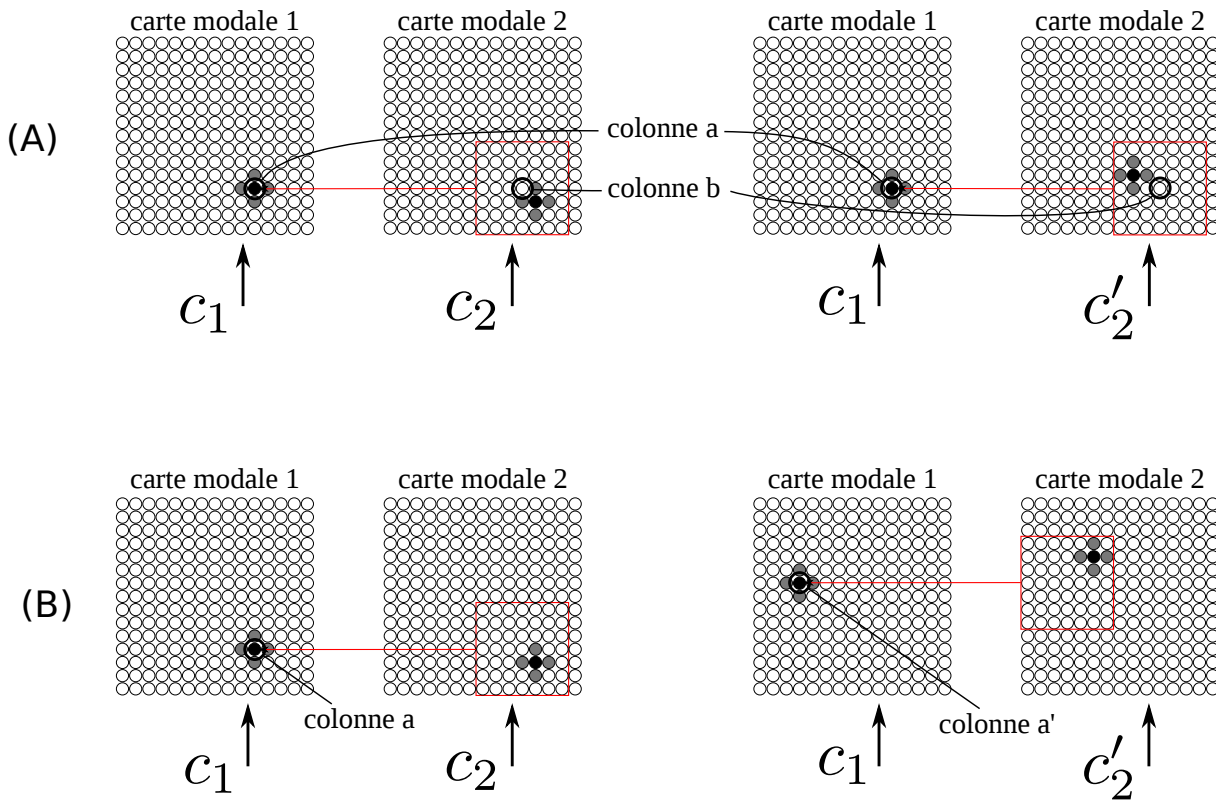 carte modale 1
carte modale 2
carte modale 1
carte modale 2
(A)
colonne a
colonne b
c1
c2
c1
c′2
carte modale 1
carte modale 2
carte modale 1
carte modale 2
(B)
colonne a
colonne a'
c1
c2
c1
c′2